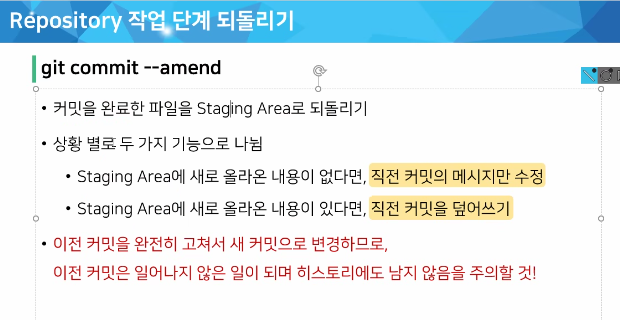 Repository 작업 단계 되돌리기
git commit --amend
• 커밋을 완료한 파일을 Staging Area로 되돌리기
• 상황 별로 두 가지 기능으로 나뉨
• Staging Area에 새로 올라온 내용이 없다면, 직전 커밋의 메시지만 수정
• Staging Area에 새로 올라온 내용이 있다면, 직전 커밋을 덮어쓰기
• 이전 커밋을 완전히 고쳐서 새 커밋으로 변경하므로,
이전 커밋은 일어나지 않은 일이 되며 히스토리에도 남지 않음을 주의할 것!